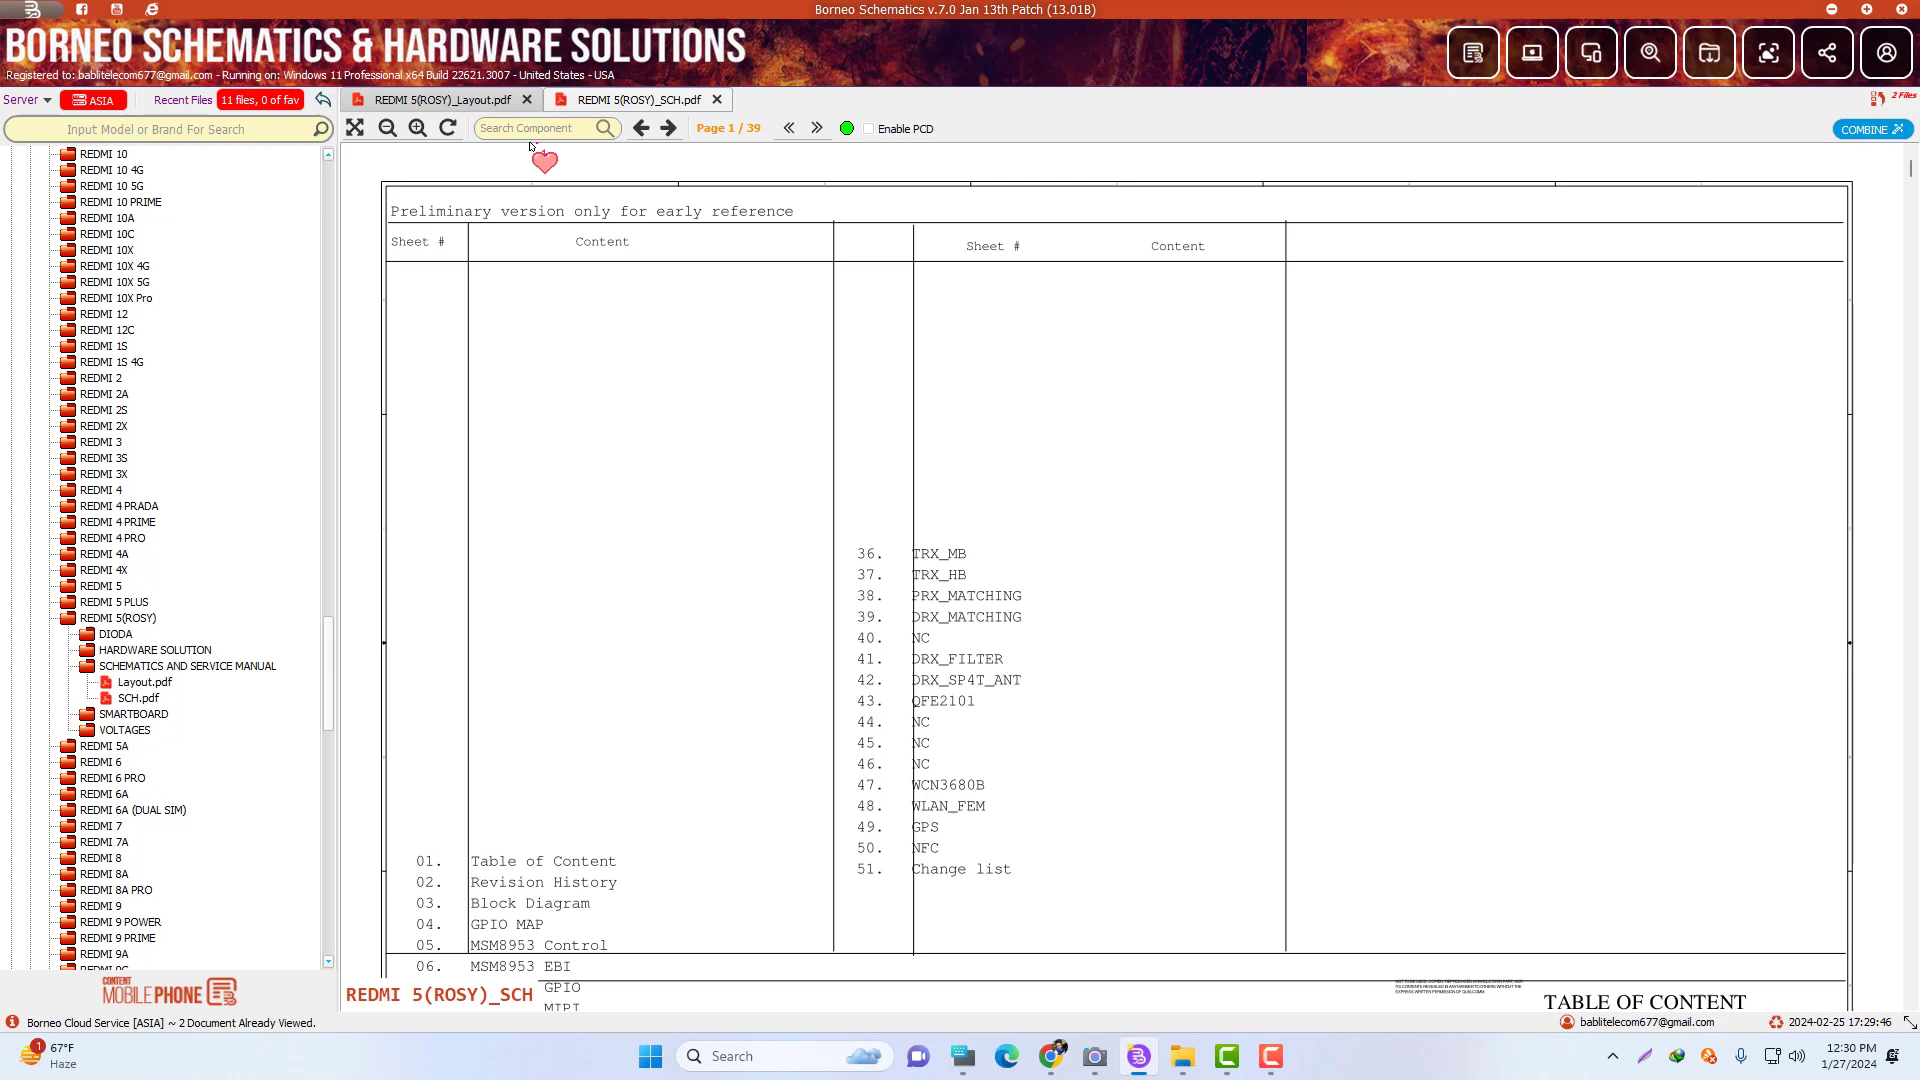 Borneo Schematics v.7.0 Jan 13th Patch (13.01B)
BORNEO SCHEMATICS & HARDWARE SOLUTIONS
Registered to: bablitelecom677@gmail.com - Running on: Windows 11 Professional x64 Build 22621.3007 - United States - USA
Server
ASIA
Recent Files
11 files, 0 of fav
REDMI 5(ROSY)_Layout.pdf
REDMI 5(ROSY)_SCH.pdf
2 Files
Input Model or Brand For Search
Search Component
Page 1 / 39
Enable PCD
COMBINE
REDMI 10
REDMI 10 4G
REDMI 10 5G
REDMI 10 PRIME
REDMI 10A
REDMI 10C
REDMI 10X
REDMI 10X 4G
REDMI 10X 5G
REDMI 10X Pro
REDMI 12
REDMI 12C
REDMI 1S
REDMI 1S 4G
REDMI 2
REDMI 2A
REDMI 2S
REDMI 2X
REDMI 3
REDMI 3S
REDMI 3X
REDMI 4
REDMI 4 PRADA
REDMI 4 PRIME
REDMI 4 PRO
REDMI 4A
REDMI 4X
REDMI 5
REDMI 5 PLUS
REDMI 5(ROSY)
DIODA
HARDWARE SOLUTION
SCHEMATICS AND SERVICE MANUAL
Layout.pdf
SCH.pdf
SMARTBOARD
VOLTAGES
REDMI 5A
REDMI 6
REDMI 6 PRO
REDMI 6A
REDMI 6A (DUAL SIM)
REDMI 7
REDMI 7A
REDMI 8
REDMI 8A
REDMI 8A PRO
REDMI 9
REDMI 9 POWER
REDMI 9 PRIME
REDMI 9A
REDMI 9C
CONTENT
MOBILE PHONE
Preliminary version only for early reference
Sheet # Content
Sheet # Content
01. Table of Content
02. Revision History
03. Block Diagram
04. GPIO MAP
05. MSM8953 Control
06. MSM8953 EBI
GPIO
MIPI
36. TRX_MB
37. TRX_HB
38. PRX_MATCHING
39. DRX_MATCHING
40. NC
41. DRX_FILTER
42. DRX_SP4T_ANT
43. QFE2101
44. NC
45. NC
46. NC
47. WCN3680B
48. WLAN_FEM
49. GPS
50. NFC
51. Change list
REDMI 5(ROSY)_SCH
TABLE OF CONTENT
Borneo Cloud Service [ASIA] ~ 2 Document Already Viewed.
bablitelecom677@gmail.com
2024-02-25 17:29:46
1
67°F
Haze
Search
12:30 PM
1/27/2024